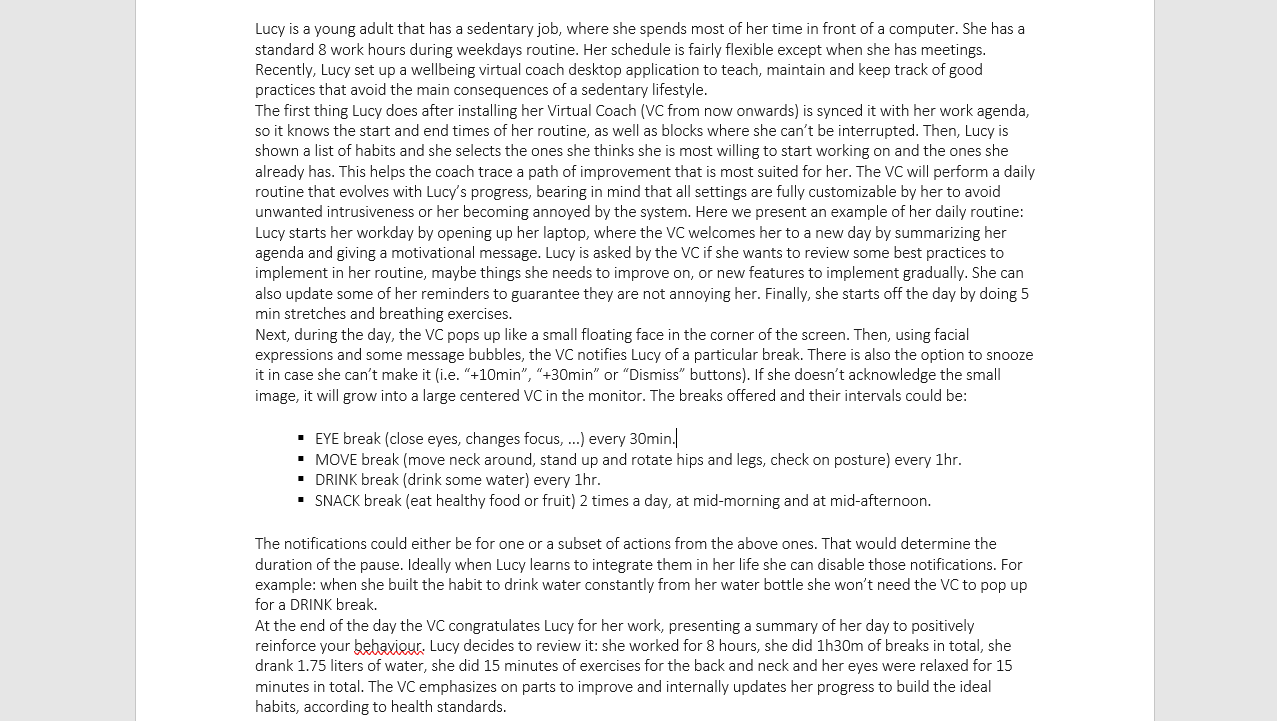 Lucy is a young adult that has a sedentary job, where she spends most of her time in front of a computer. She has a
standard 8 work hours during weekdays routine. Her schedule is fairly flexible except when she has meetings.
Recently, Lucy set up a wellbeing virtual coach desktop application to teach, maintain and keep track of good
practices that avoid the main consequences of a sedentary lifestyle.
The first thing Lucy does after installing her Virtual Coach (VC from now onwards) is synced it with her work agenda,
so it knows the start and end times of her routine, as well as blocks where she can’t be interrupted. Then, Lucy is
shown a list of habits and she selects the ones she thinks she is most willing to start working on and the ones she
already has. This helps the coach trace a path of improvement that is most suited for her. The VC will perform a daily
routine that evolves with Lucy’s progress, bearing in mind that all settings are fully customizable by her to avoid
unwanted intrusiveness or her becoming annoyed by the system. Here we present an example of her daily routine:
Lucy starts her workday by opening up her laptop, where the VC welcomes her to a new day by summarizing her
agenda and giving a motivational message. Lucy is asked by the VC if she wants to review some best practices to
implement in her routine, maybe things she needs to improve on, or new features to implement gradually. She can
also update some of her reminders to guarantee they are not annoying her. Finally, she starts off the day by doing 5
min stretches and breathing exercises.
Next, during the day, the VC pops up like a small floating face in the corner of the screen. Then, using facial
expressions and some message bubbles, the VC notifies Lucy of a particular break. There is also the option to snooze
it in case she can’t make it (i.e. “+10min”, “+30min” or “Dismiss” buttons). If she doesn’t acknowledge the small
image, it will grow into a large centered VC in the monitor. The breaks offered and their intervals could be:
▪ EYE break (close eyes, changes focus, ...) every 30min.
▪ MOVE break (move neck around, stand up and rotate hips and legs, check on posture) every 1hr.
▪ DRINK break (drink some water) every 1hr.
▪ SNACK break (eat healthy food or fruit) 2 times a day, at mid-morning and at mid-afternoon.
The notifications could either be for one or a subset of actions from the above ones. That would determine the
duration of the pause. Ideally when Lucy learns to integrate them in her life she can disable those notifications. For
example: when she built the habit to drink water constantly from her water bottle she won’t need the VC to pop up
for a DRINK break.
At the end of the day the VC congratulates Lucy for her work, presenting a summary of her day to positively
reinforce your behaviour. Lucy decides to review it: she worked for 8 hours, she did 1h30m of breaks in total, she
drank 1.75 liters of water, she did 15 minutes of exercises for the back and neck and her eyes were relaxed for 15
minutes in total. The VC emphasizes on parts to improve and internally updates her progress to build the ideal
habits, according to health standards.